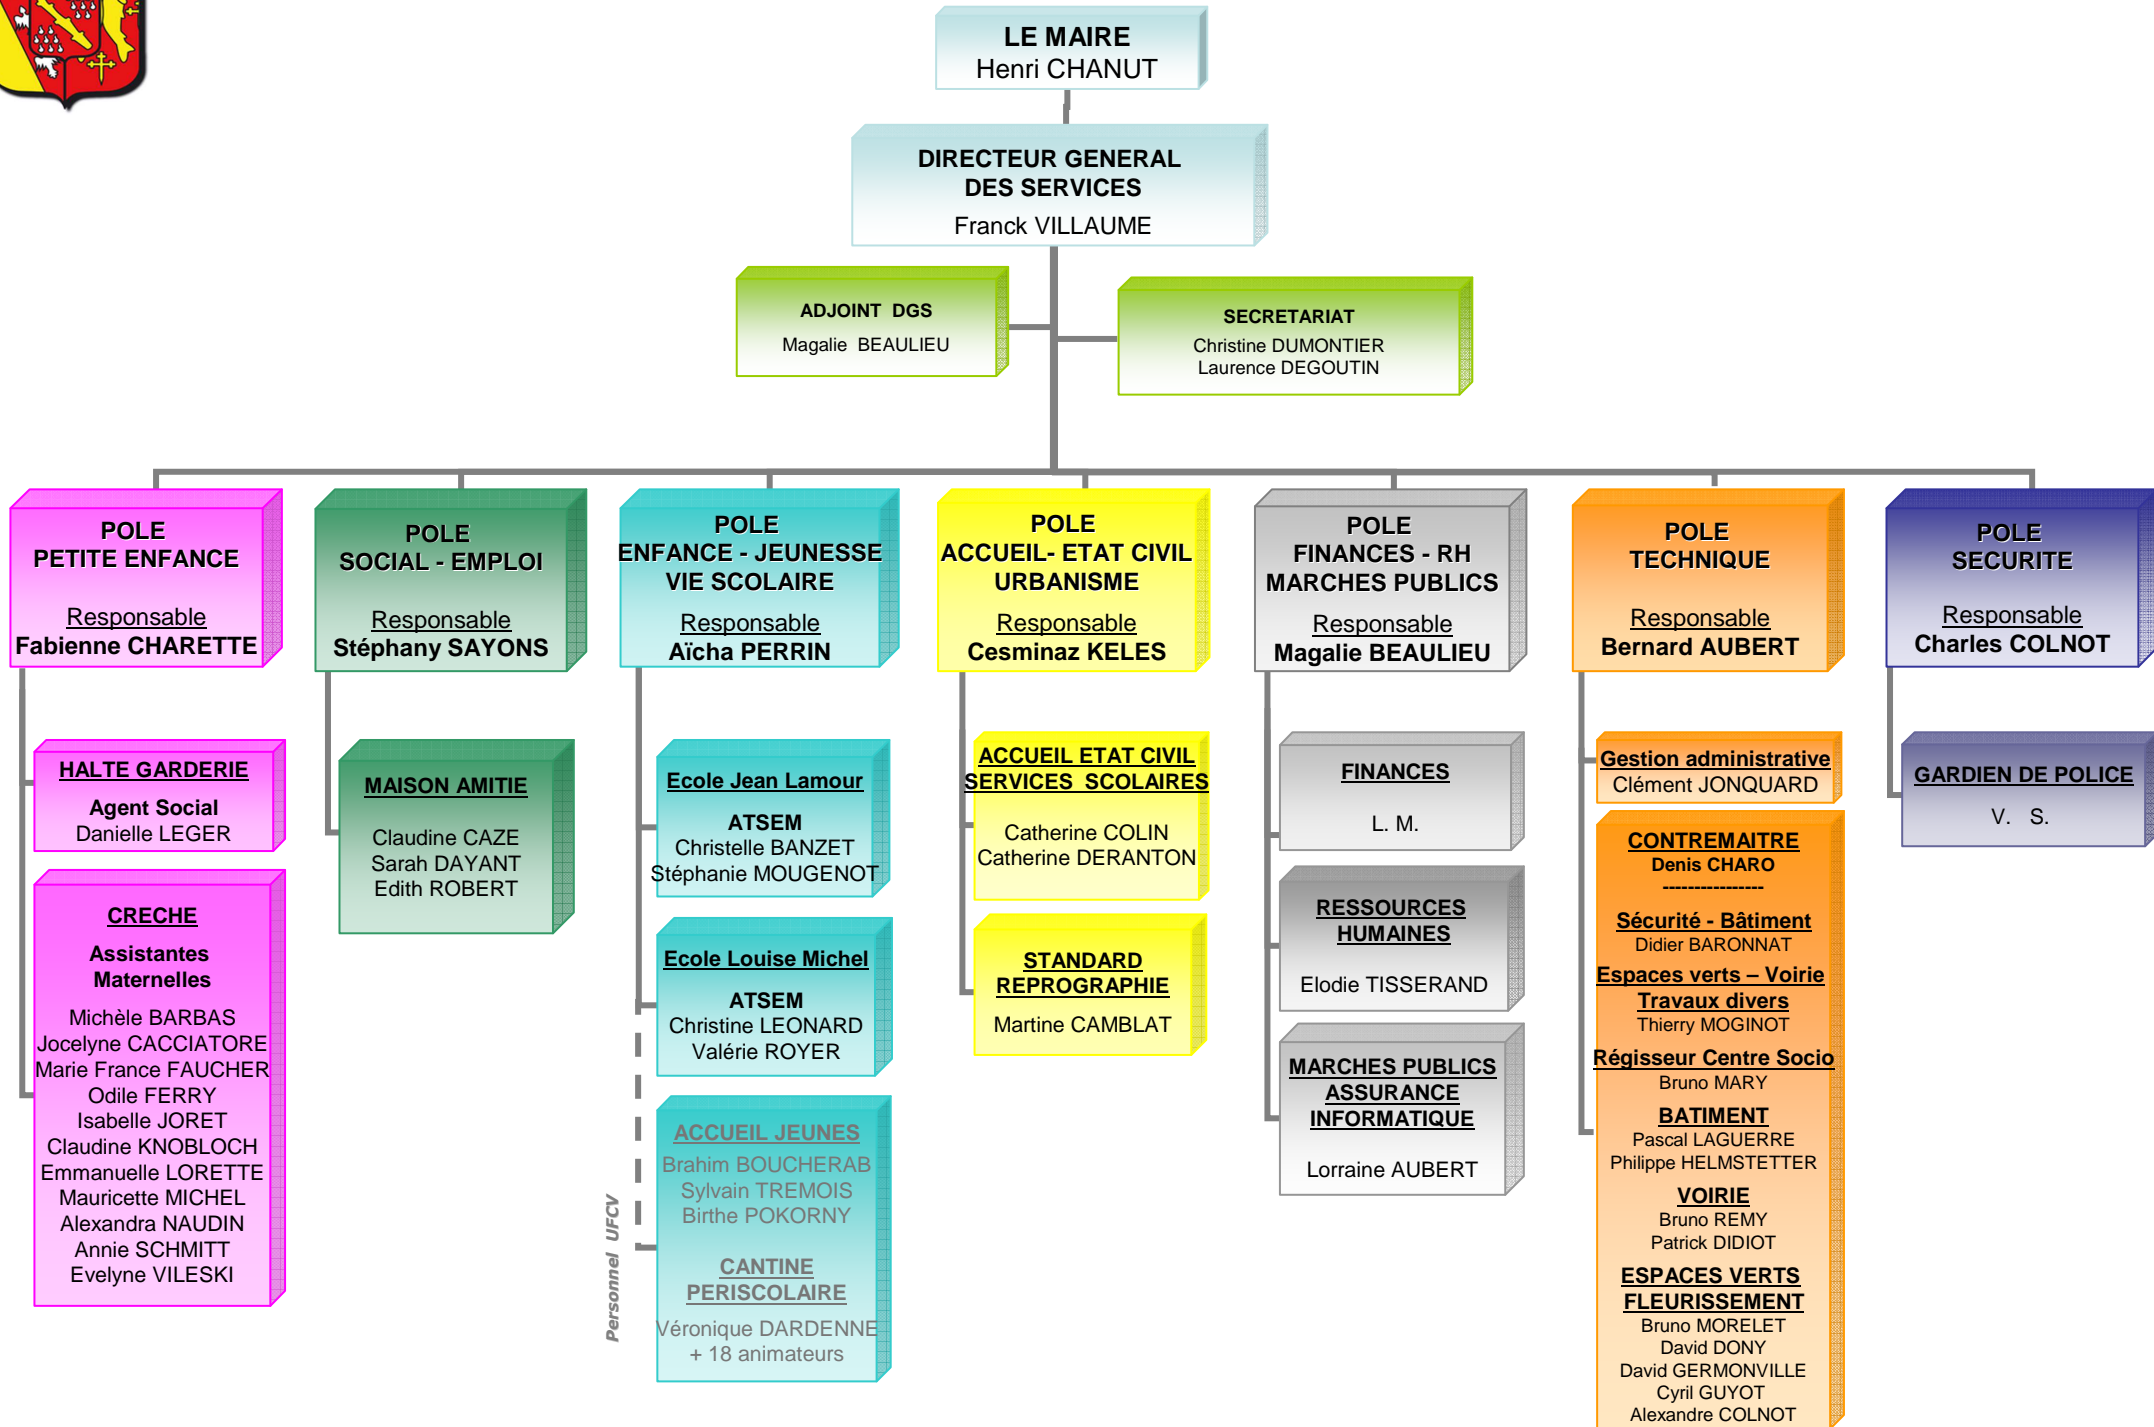 LE MAIRE
Henri CHANUT
DIRECTEUR GENERAL
DES SERVICES
Franck VILLAUME
ADJOINT  DGS
Magalie  BEAULIEU
SECRETARIAT
Christine DUMONTIER
Laurence DEGOUTIN
POLE
PETITE ENFANCE
Responsable
Fabienne CHARETTE
HALTE GARDERIE
Agent Social
Danielle LEGER
CRECHE
Assistantes
Maternelles
Michèle BARBAS
Jocelyne CACCIATORE
Marie France FAUCHER
Odile FERRY
Isabelle JORET
Claudine KNOBLOCH
Emmanuelle LORETTE
Mauricette MICHEL
Alexandra NAUDIN
Annie SCHMITT
Evelyne VILESKI
POLE
SOCIAL - EMPLOI
Responsable
Stéphany SAYONS
MAISON AMITIE
Claudine CAZE
Sarah DAYANT
Edith ROBERT
POLE
ENFANCE - JEUNESSE
VIE SCOLAIRE
Responsable
Aïcha PERRIN
Ecole Jean Lamour
ATSEM
Christelle BANZET
Stéphanie MOUGENOT
Ecole Louise Michel
ATSEM
Christine LEONARD
Valérie ROYER
Personnel UFCV
ACCUEIL JEUNES
Brahim BOUCHERAB
Sylvain TREMOIS
Birthe POKORNY
CANTINE
PERISCOLAIRE
Véronique DARDENNE
+ 18 animateurs
POLE
ACCUEIL- ETAT CIVIL
URBANISME
Responsable
Cesminaz KELES
ACCUEIL ETAT CIVIL
SERVICES  SCOLAIRES
Catherine COLIN
Catherine DERANTON
STANDARD
REPROGRAPHIE
Martine CAMBLAT
POLE
FINANCES - RH
MARCHES PUBLICS
Responsable
Magalie BEAULIEU
FINANCES
L. M.
RESSOURCES
HUMAINES
Elodie TISSERAND
MARCHES PUBLICS
ASSURANCE
INFORMATIQUE
Lorraine AUBERT
POLE
TECHNIQUE
Responsable
Bernard AUBERT
Gestion administrative
Clément JONQUARD
CONTREMAITRE
Denis CHARO
----------------
Sécurité - Bâtiment
Didier BARONNAT
Espaces verts – Voirie
Travaux divers
Thierry MOGINOT
Régisseur Centre Socio
Bruno MARY
BATIMENT
Pascal LAGUERRE
Philippe HELMSTETTER
VOIRIE
Bruno REMY
Patrick DIDIOT
ESPACES VERTS
FLEURISSEMENT
Bruno MORELET
David DONY
David GERMONVILLE
Cyril GUYOT
Alexandre COLNOT
POLE
SECURITE
Responsable
Charles COLNOT
GARDIEN DE POLICE
V.   S.